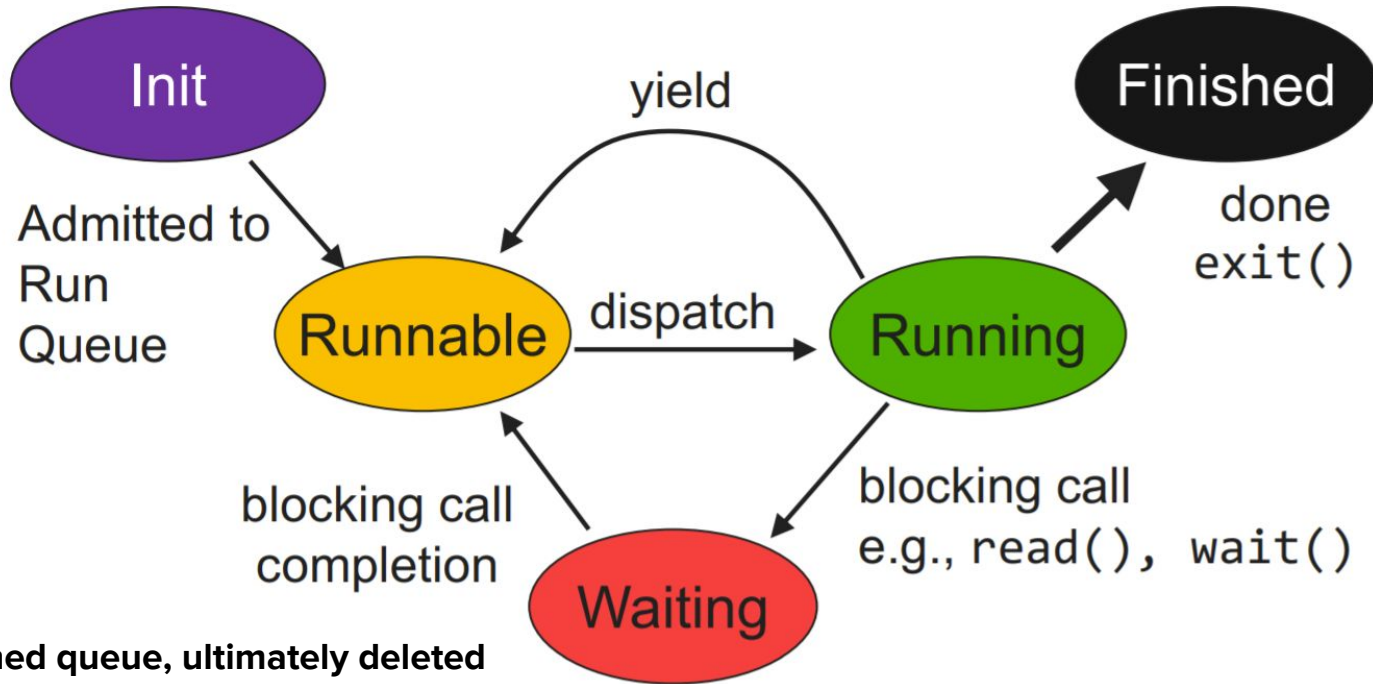 Init
Finished
yield
Admitted to
Run
Queue
done
exit()
Runnable
dispatch
Running
blocking call
completion
blocking call
e.g., read(), wait()
Waiting
queue, ultimately deleted